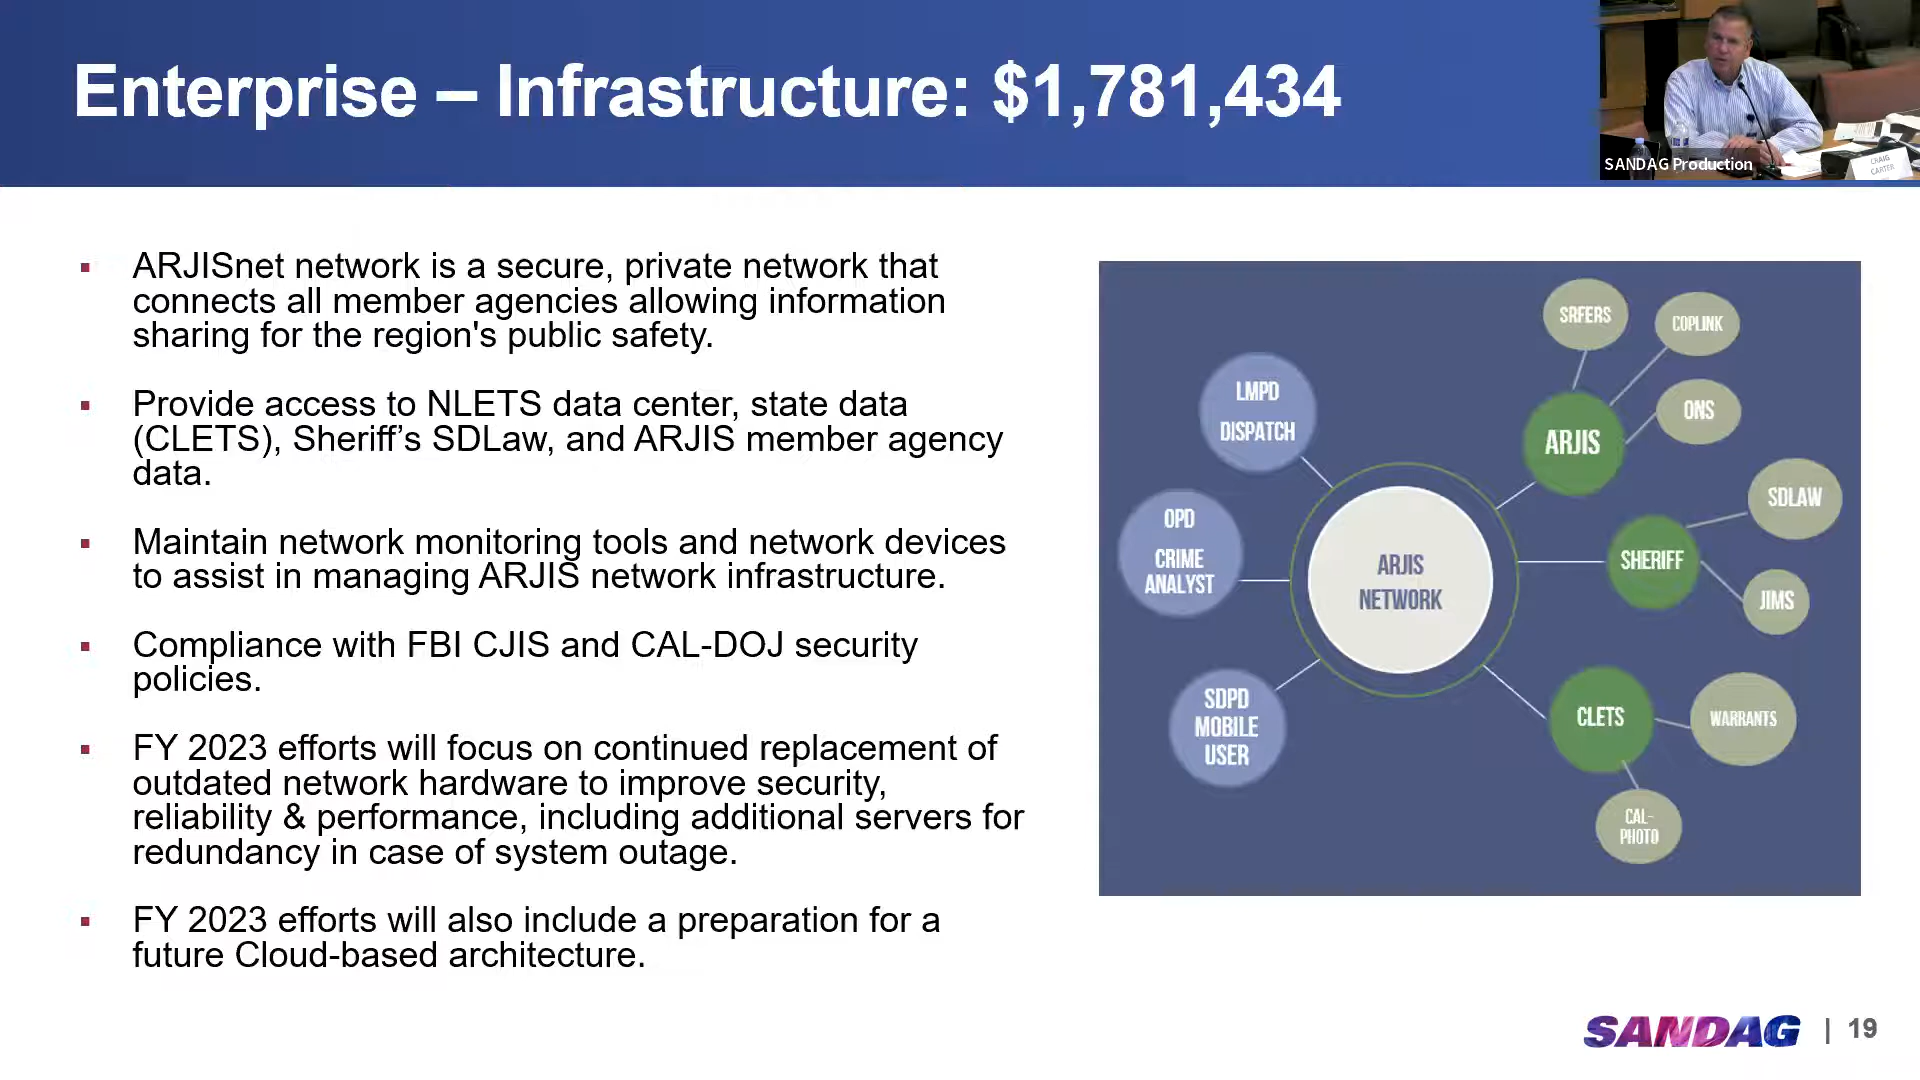 Enterprise – Infrastructure: $1,781,434
SANDAG Production
CRAIG
CARTER
▪ ARJISnet network is a secure, private network that
connects all member agencies allowing information
sharing for the region's public safety.
▪ Provide access to NLETS data center, state data
(CLETS), Sheriff’s SDLaw, and ARJIS member agency
data.
▪ Maintain network monitoring tools and network devices
to assist in managing ARJIS network infrastructure.
▪ Compliance with FBI CJIS and CAL-DOJ security
policies.
▪ FY 2023 efforts will focus on continued replacement of
outdated network hardware to improve security,
reliability & performance, including additional servers for
redundancy in case of system outage.
▪ FY 2023 efforts will also include a preparation for a
future Cloud-based architecture.
LMPD
DISPATCH
OPD
CRIME
ANALYST
SDPD
MOBILE
USER
ARJIS
NETWORK
ARJIS
SRFERS
COPLINK
ONS
SHERIFF
SDLAW
JIMS
CLETS
WARRANTS
CAL-
PHOTO
SANDAG | 19